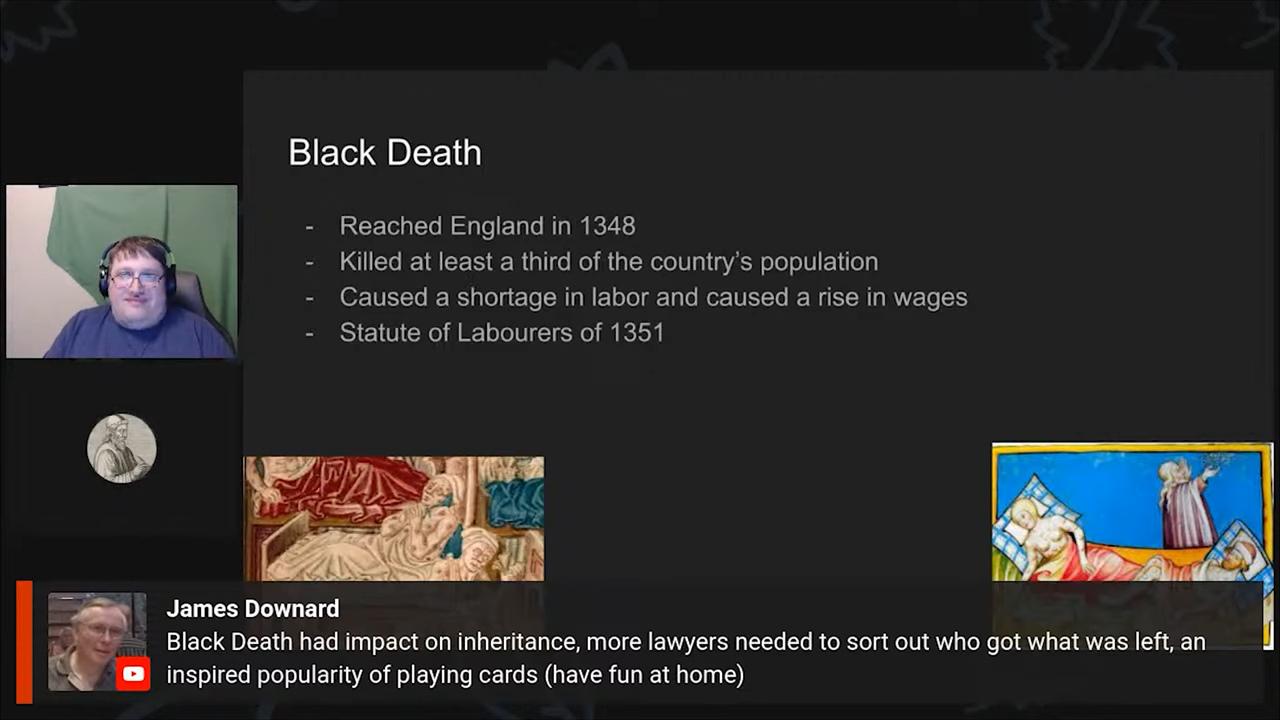 Black Death
- Reached England in 1348
- Killed at least a third of the country's population
- Caused a shortage in labor and caused a rise in wages
- Statute of Labourers of 1351
James Downard
Black Death had impact on inheritance, more lawyers needed to sort out who got what was left, an
inspired popularity of playing cards (have fun at home)